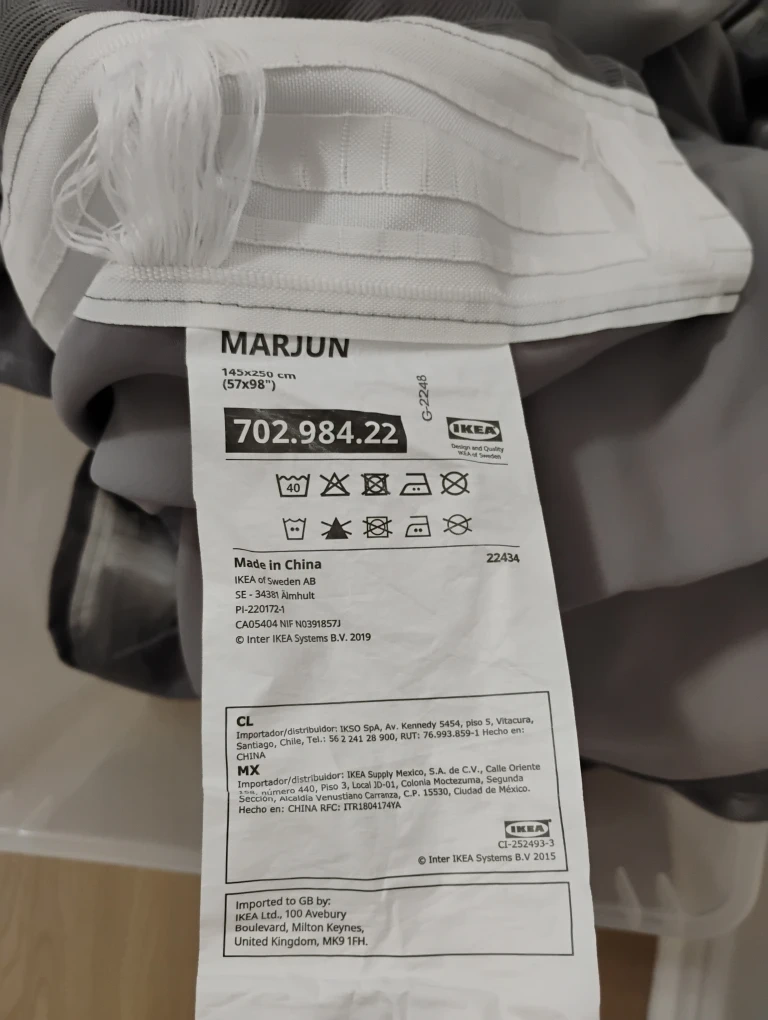 MARJUN
145x250 cm
(57x98")
G-2248
702.984.22
IKEA
Design and Quality
IKEA of Sweden
40
Made in China
22434
IKEA of Sweden AB
SE - 34381 Älmhult
PI-220172-1
CA05404 NIF N0391857J
© Inter IKEA Systems B.V. 2019
CL
Importador/distribuidor: IKSO SpA, Av. Kennedy 5454, piso 5, Vitacura,
Santiago, Chile, Tel.: 56 2 241 28 900, RUT: 76.993.859-1 Hecho en:
CHINA
MX
Importador/distribuidor: IKEA Supply Mexico, S.A. de C.V., Calle Oriente
número 440, Piso 3, Local JD-01, Colonia Moctezuma, Segunda
Sección, Alcaldía Venustiano Carranza, C.P. 15530, Ciudad de México.
Hecho en: CHINA RFC: ITR1804174YA
IKEA
CI-252493-3
© Inter IKEA Systems B.V 2015
Imported to GB by:
IKEA Ltd., 100 Avebury
Boulevard, Milton Keynes,
United Kingdom, MK9 1FH.